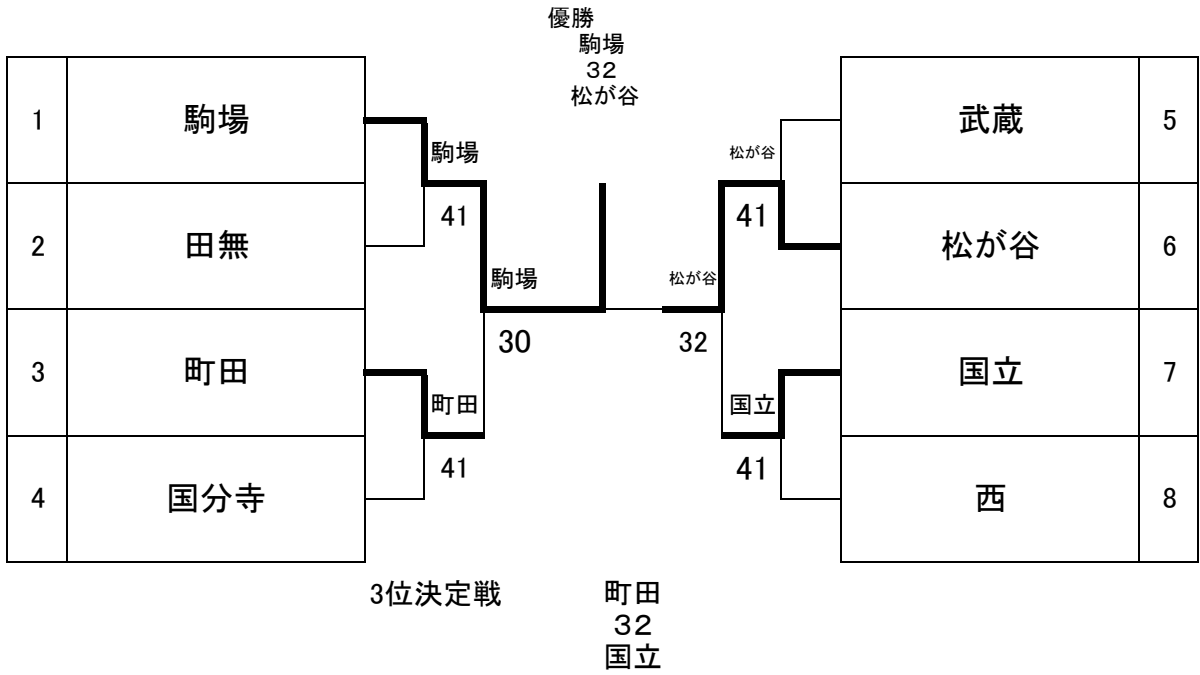 優勝
駒場
32
松が谷
1 駒場
武蔵 5
駒場
松が谷
41
41
2 田無
松が谷 6
駒場
松が谷
30
32
3 町田
国立 7
町田
国立
41
41
4 国分寺
西 8
3位決定戦
町田
32
国立